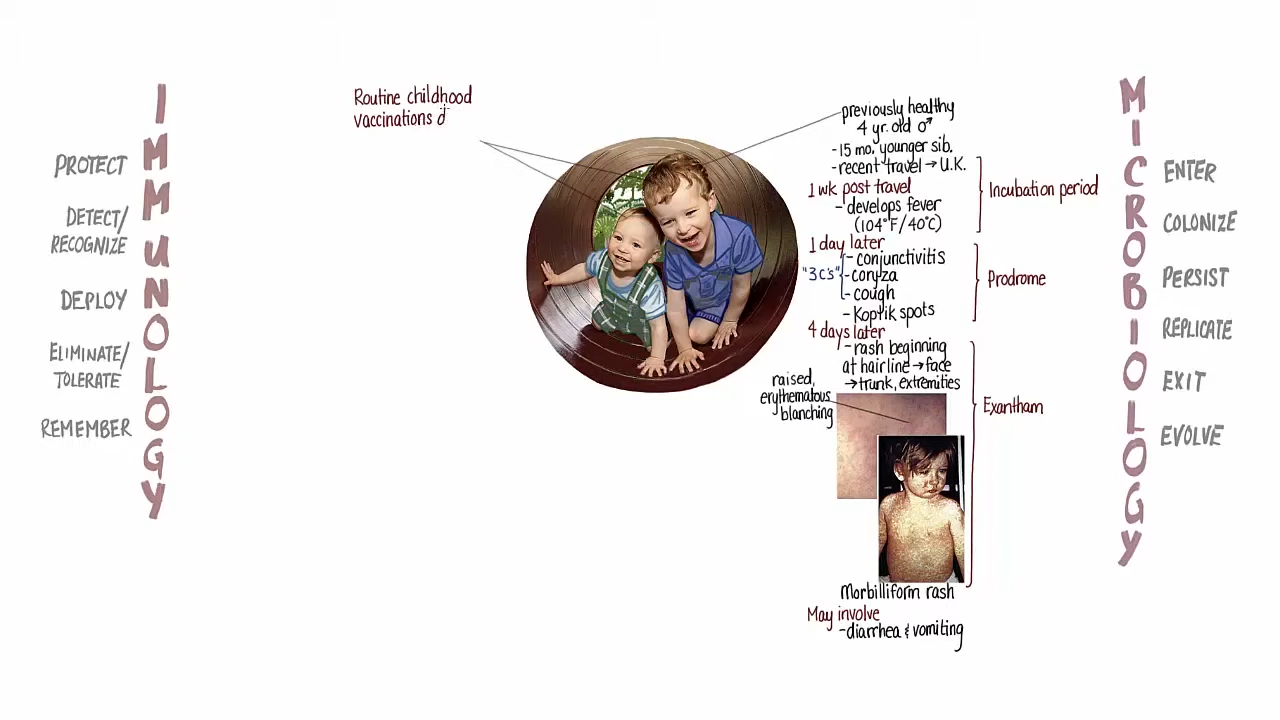 IMMUNOLOGY
PROTECT
DETECT/
RECOGNIZE
DEPLOY
ELIMINATE/
TOLERATE
REMEMBER
Routine childhood
vaccinations
previously healthy
4 yr. old ♂
-15 mo. younger sib.
-recent travel → U.K.
1 wk post travel
- develops fever
(104°F/40°C)
Incubation period
1 day later
- conjunctivitis
"3 C's"
- coryza
- cough
- Koplik spots
Prodrome
4 days later
- rash beginning
at hairline → face
→ trunk, extremities
raised,
erythematous
blanching
Exantham
Morbilliform rash
May involve
- diarrhea & vomiting
MICROBIOLOGY
ENTER
COLONIZE
PERSIST
REPLICATE
EXIT
EVOLVE